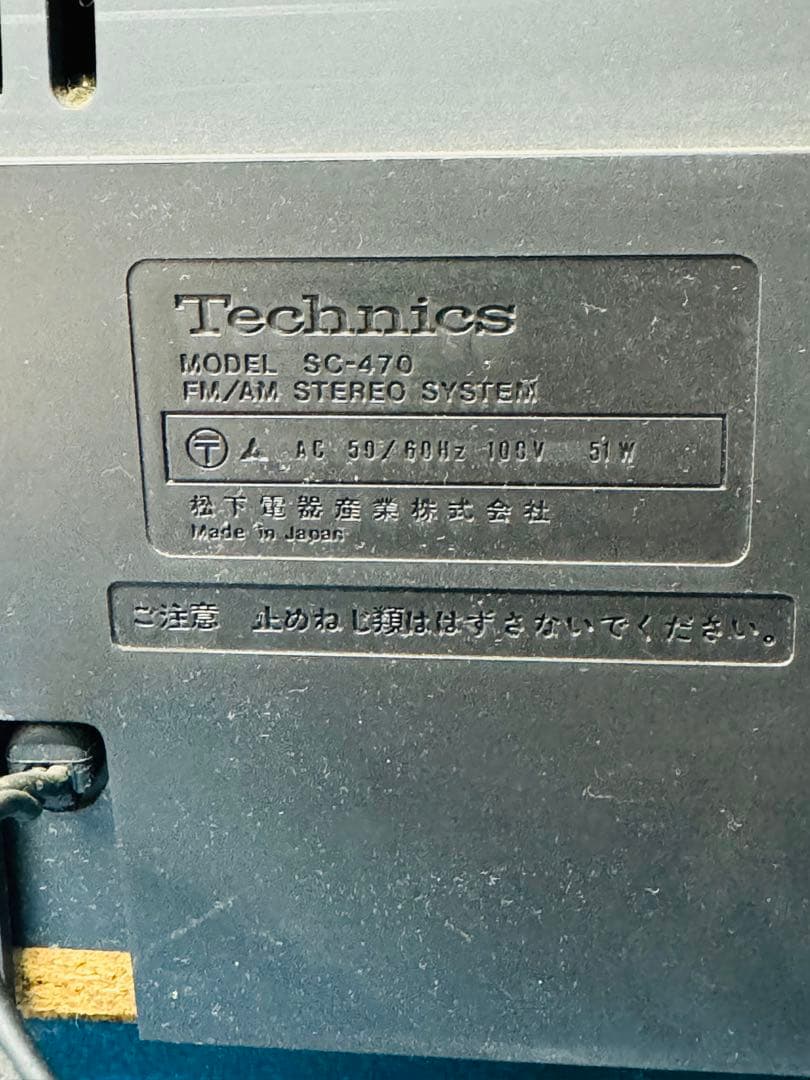 Technics
MODEL SC-470
FM/AM STEREO SYSTEM
〒 AC 50/60Hz 100V 51W
松下電器産業株式会社
Made in Japan
ご注意 止めねじ類ははずさないでください。